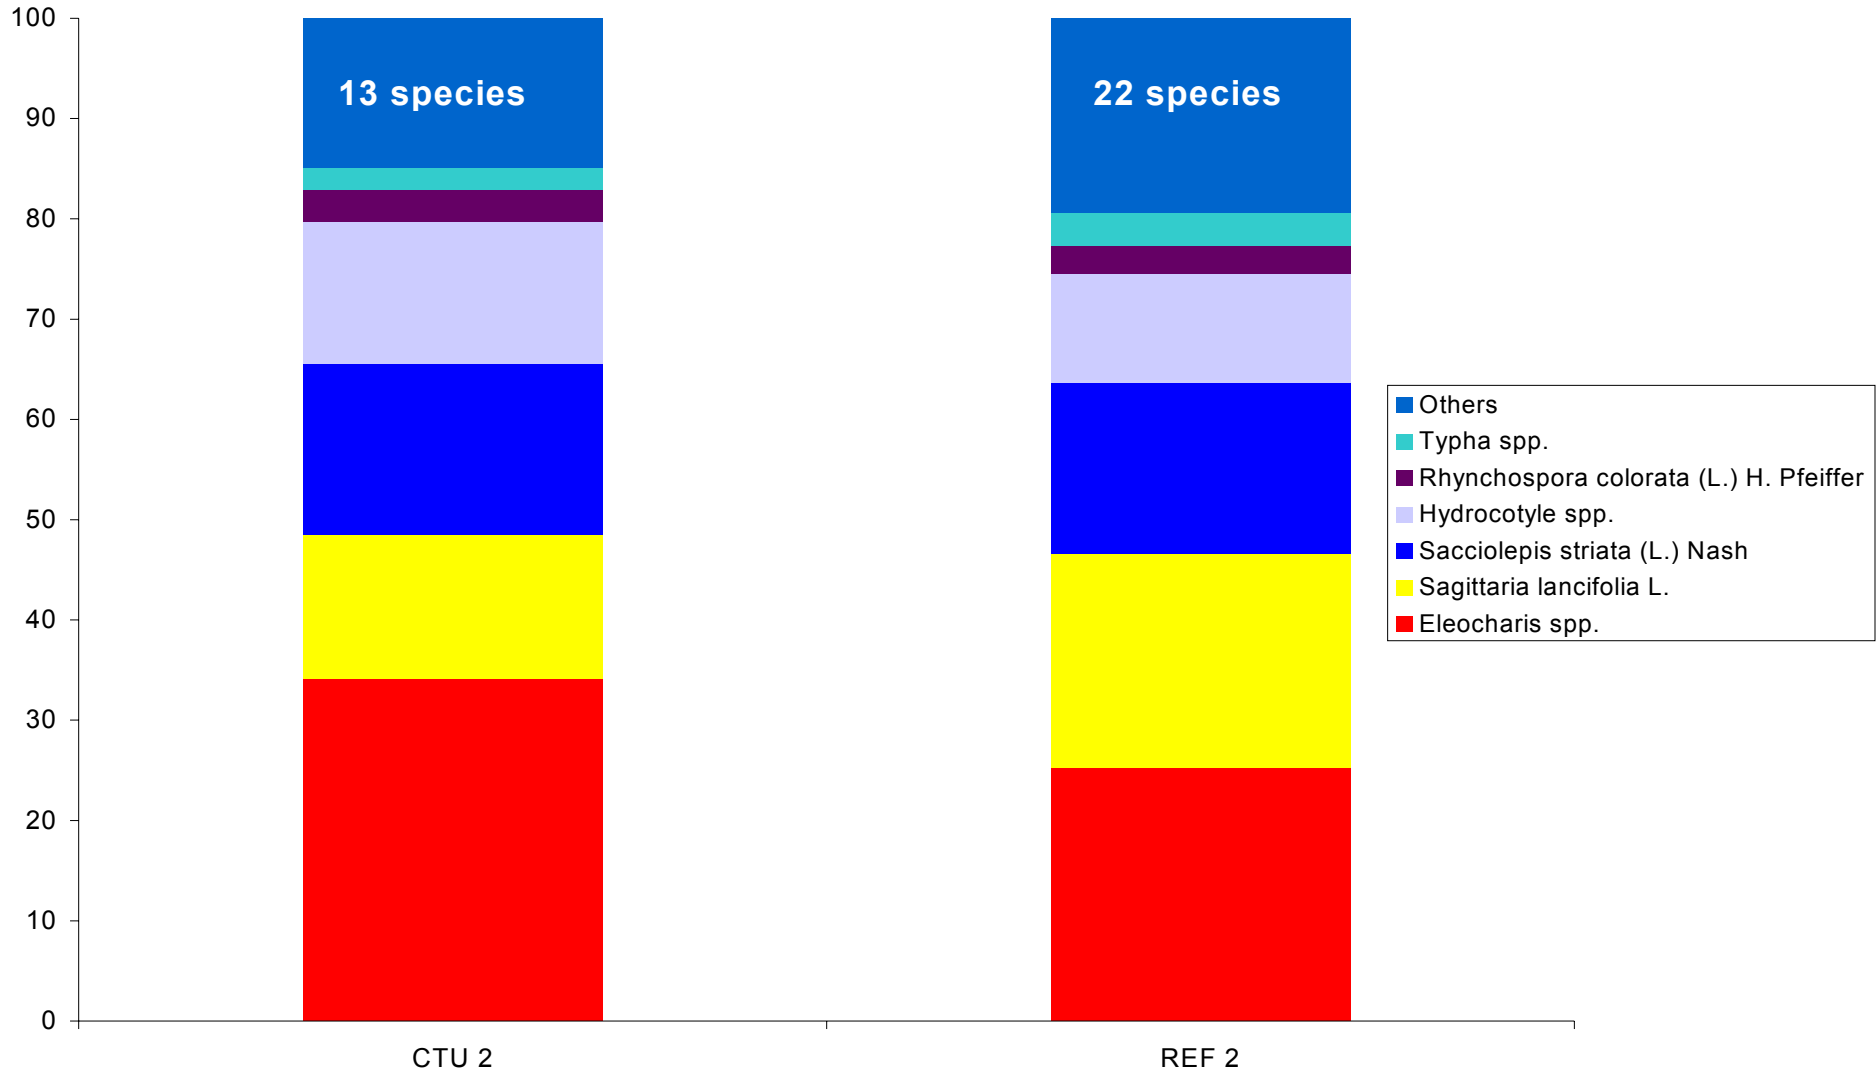 100
90
80
70
60
50
40
30
20
10
0
13 species
22 species
CTU 2
REF 2
Others
Typha spp.
Rhynchospora colorata (L.) H. Pfeiffer
Hydrocotyle spp.
Sacciolepis striata (L.) Nash
Sagittaria lancifolia L.
Eleocharis spp.